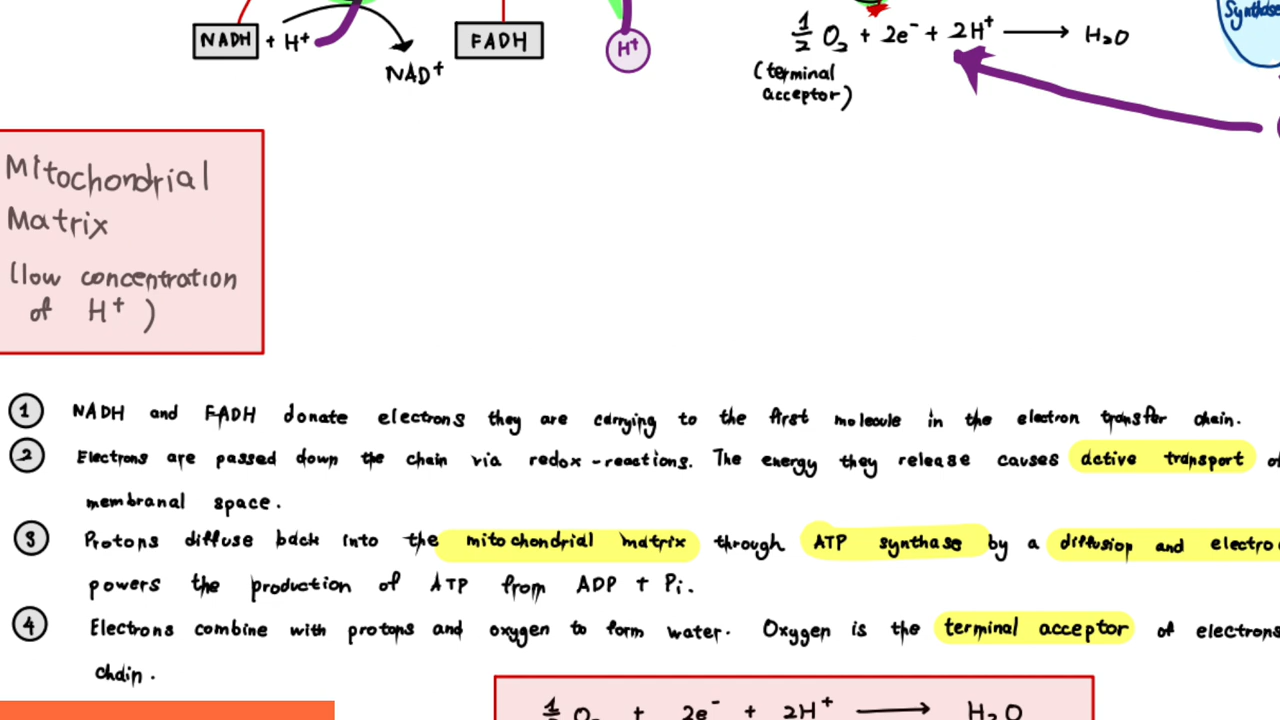 NADH + H⁺
NAD⁺
FADH
H⁺
½ O₂ + 2e⁻ + 2H⁺ ⟶ H₂O
(terminal
acceptor)
Synthase
Mitochondrial
Matrix
(low concentration
of H⁺)
1 NADH and FADH donate electrons they are carrying to the first molecule in the electron transfer chain.
2 Electrons are passed down the chain via redox-reactions. The energy they release causes active transport of
membranal space.
3 Protons diffuse back into the mitochondrial matrix through ATP synthase by a diffusion and electro
powers the production of ATP from ADP + Pi.
4 Electrons combine with protons and oxygen to form water. Oxygen is the terminal acceptor of electrons
chain.
½ O₂ + 2e⁻ + 2H⁺ ⟶ H₂O